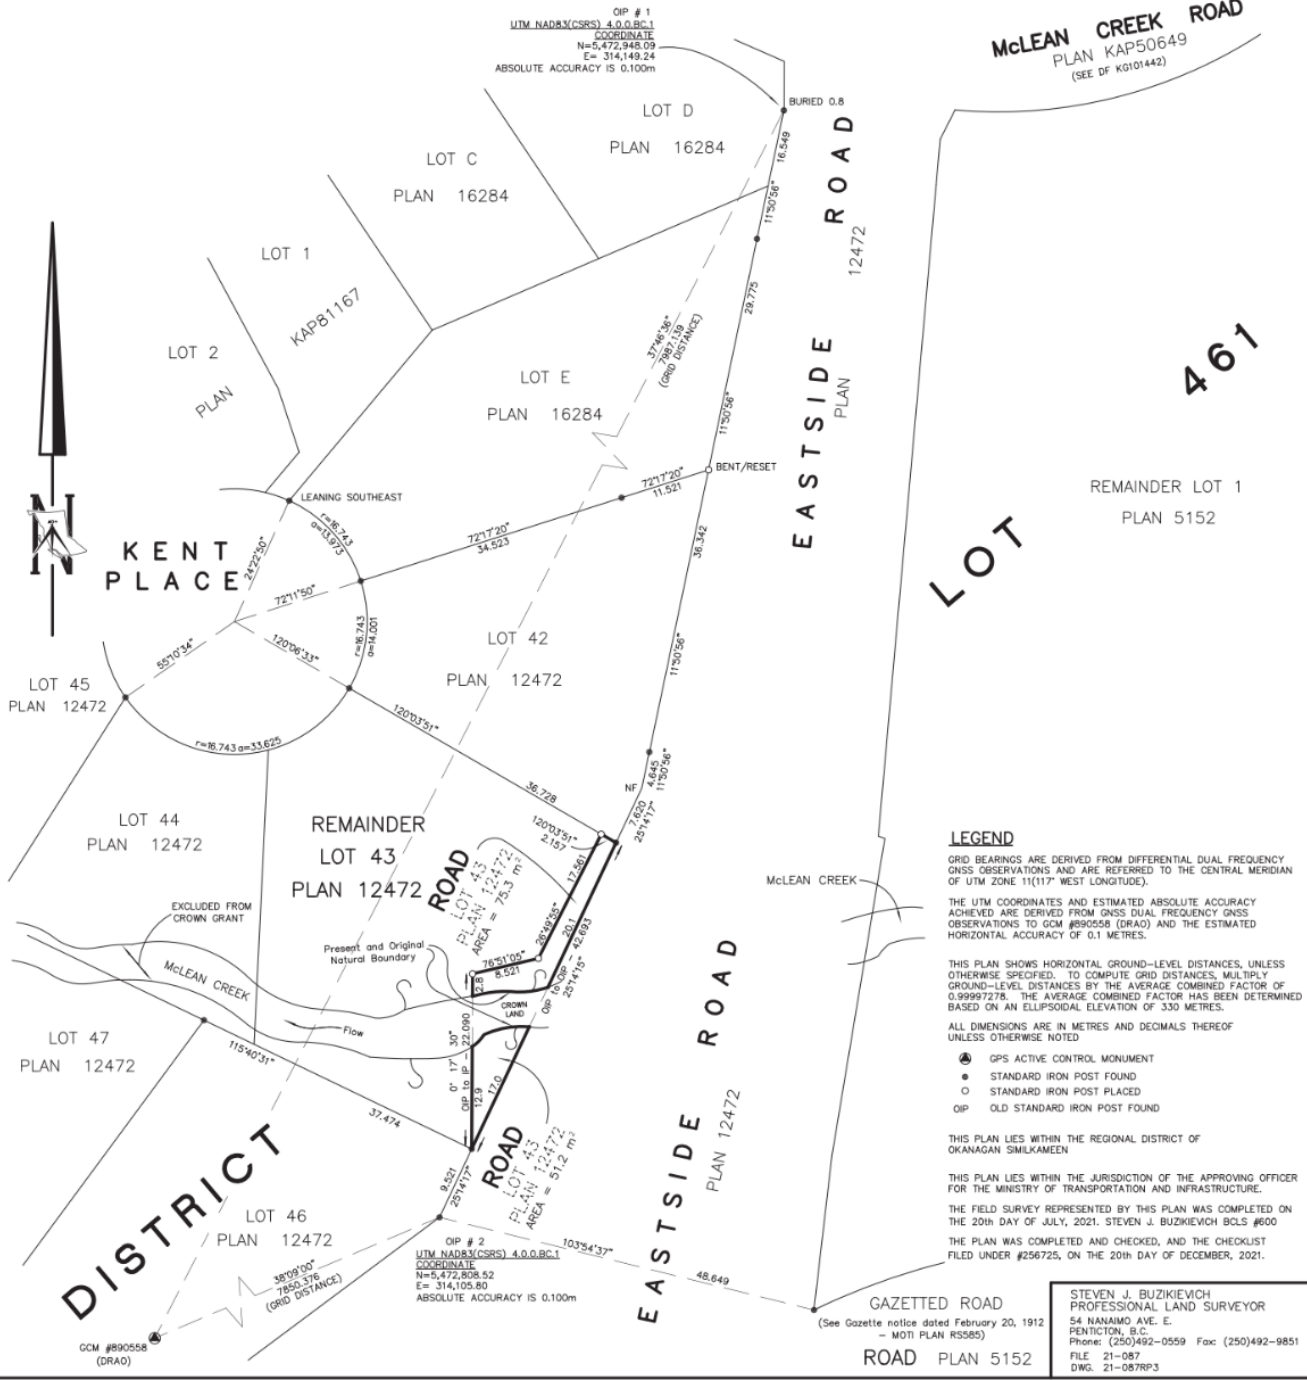 OIP # 1
UTM NAD83(CSRS) 4.0.0.BC.1
COORDINATE
N=5,472,948.09
E= 314,149.24
ABSOLUTE ACCURACY IS 0.100m
McLEAN CREEK ROAD
PLAN KAP50649
(SEE DF KG101442)
BURIED 0.8
LOT D
PLAN 16284
16.549
11°50'56"
LOT C
PLAN 16284
EASTSIDE ROAD
PLAN 12472
LOT 1
KAP81167
29.775
11°50'56"
37°46'36"
7987.139
(GRID DISTANCE)
LOT 2
PLAN
LOT E
PLAN 16284
DISTRICT LOT 461
BENT/RESET
72°17'20"
11.521
REMAINDER LOT 1
PLAN 5152
LEANING SOUTHEAST
r=16.743
a=13.973
72°17'20"
34.523
36.342
11°50'56"
N
KENT
PLACE
24°22'50"
72°11'50"
r=16.743
a=14.001
120°06'33"
55°10'34"
LOT 42
PLAN 12472
LOT 45
PLAN 12472
r=16.743 a=33.625
120°03'51"
36.728
NF
4.645
11°50'56"
7.620
25°14'17"
LOT 44
PLAN 12472
REMAINDER
LOT 43
PLAN 12472
120°03'51"
2.157
ROAD
LOT 43
PLAN 12472
AREA = 75.3 m²
17.561
26°49'55"
20.1
OIP to OIP - 42.693
25°14'15"
McLEAN CREEK
EXCLUDED FROM
CROWN GRANT
Present and Original
Natural Boundary
76°51'05"
8.521
2.8
CROWN
LAND
McLEAN CREEK
Flow
0° 17' 30"
OIP to IP - 22.090
12.9
17.0
LOT 47
PLAN 12472
115°40'31"
37.474
ROAD
LOT 43
PLAN 12472
AREA = 51.2 m²
EASTSIDE ROAD
PLAN 12472
9.521
25°14'17"
LOT 46
PLAN 12472
38°09'00"
7850.376
(GRID DISTANCE)
GCM #890558
(DRAO)
OIP # 2
UTM NAD83(CSRS) 4.0.0.BC.1
COORDINATE
N=5,472,808.52
E= 314,105.80
ABSOLUTE ACCURACY IS 0.100m
103°54'37"
48.649
GAZETTED ROAD
(See Gazette notice dated February 20, 1912
- MOTI PLAN RS585)
ROAD PLAN 5152
LEGEND
GRID BEARINGS ARE DERIVED FROM DIFFERENTIAL DUAL FREQUENCY
GNSS OBSERVATIONS AND ARE REFERRED TO THE CENTRAL MERIDIAN
OF UTM ZONE 11(117° WEST LONGITUDE).
THE UTM COORDINATES AND ESTIMATED ABSOLUTE ACCURACY
ACHIEVED ARE DERIVED FROM GNSS DUAL FREQUENCY GNSS
OBSERVATIONS TO GCM #890558 (DRAO) AND THE ESTIMATED
HORIZONTAL ACCURACY OF 0.1 METRES.
THIS PLAN SHOWS HORIZONTAL GROUND-LEVEL DISTANCES, UNLESS
OTHERWISE SPECIFIED. TO COMPUTE GRID DISTANCES, MULTIPLY
GROUND-LEVEL DISTANCES BY THE AVERAGE COMBINED FACTOR OF
0.99997278. THE AVERAGE COMBINED FACTOR HAS BEEN DETERMINED
BASED ON AN ELLIPSOIDAL ELEVATION OF 330 METRES.
ALL DIMENSIONS ARE IN METRES AND DECIMALS THEREOF
UNLESS OTHERWISE NOTED
GPS ACTIVE CONTROL MONUMENT
STANDARD IRON POST FOUND
STANDARD IRON POST PLACED
OIP OLD STANDARD IRON POST FOUND
THIS PLAN LIES WITHIN THE REGIONAL DISTRICT OF
OKANAGAN SIMILKAMEEN
THIS PLAN LIES WITHIN THE JURISDICTION OF THE APPROVING OFFICER
FOR THE MINISTRY OF TRANSPORTATION AND INFRASTRUCTURE.
THE FIELD SURVEY REPRESENTED BY THIS PLAN WAS COMPLETED ON
THE 20th DAY OF JULY, 2021. STEVEN J. BUZIKIEVICH BCLS #600
THE PLAN WAS COMPLETED AND CHECKED, AND THE CHECKLIST
FILED UNDER #256725, ON THE 20th DAY OF DECEMBER, 2021.
STEVEN J. BUZIKIEVICH
PROFESSIONAL LAND SURVEYOR
54 NANAIMO AVE. E.
PENTICTON, B.C.
Phone: (250)492-0559 Fax: (250)492-9851
FILE 21-087
DWG. 21-087RP3